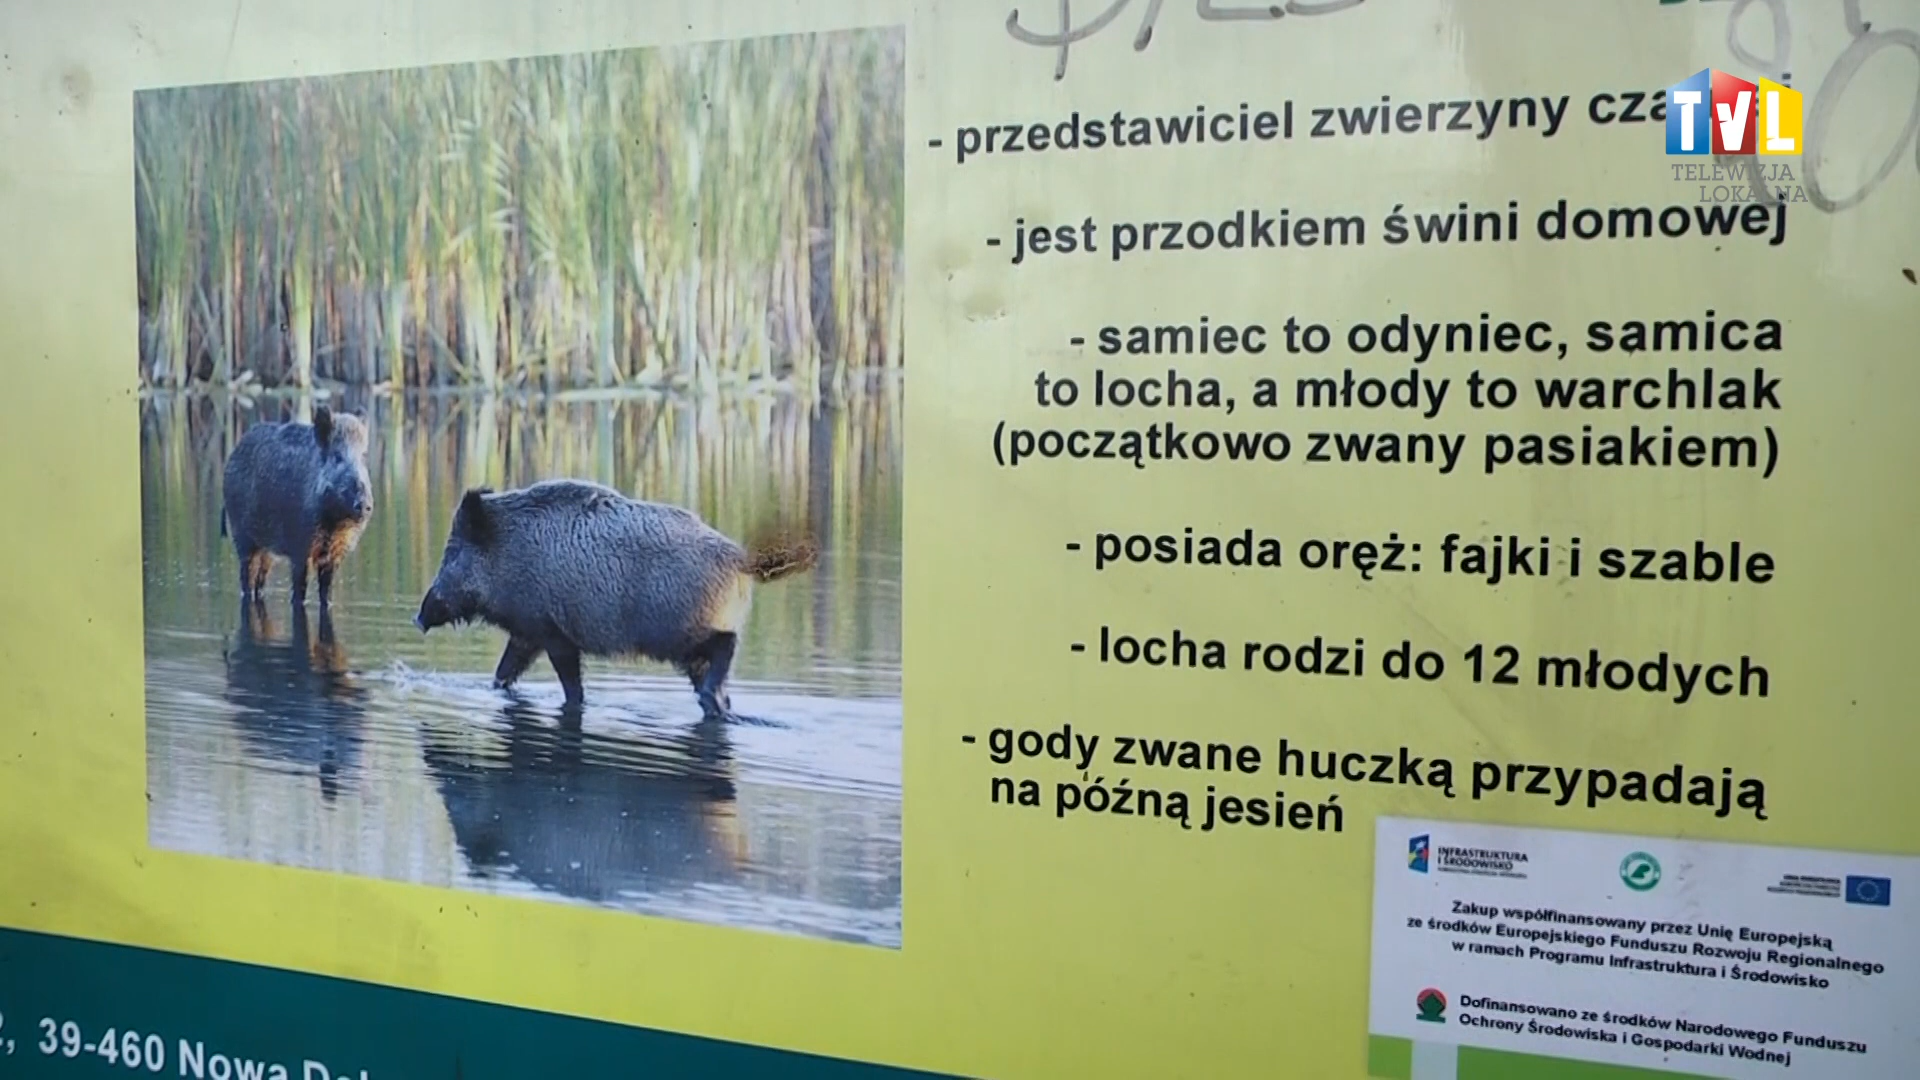 - przedstawiciel zwierzyny
TVL
TELEWIZJA
LOKALNA
- jest przodkiem świni domowej
- samiec to odyniec, samica
to locha, a młody to warchlak
(początkowo zwany pasiakiem)
- posiada oręż: fajki i szable
- locha rodzi do 12 młodych
- gody zwane huczką przypadają
na późną jesień
INFRASTRUKTURA
I ŚRODOWISKO
Zakup współfinansowany przez Unię Europejską
ze środków Europejskiego Funduszu Rozwoju Regionalnego
w ramach Programu Infrastruktura i Środowisko
Dofinansowano ze środków Narodowego Funduszu
Ochrony Środowiska i Gospodarki Wodnej
, 39-460 Nowa